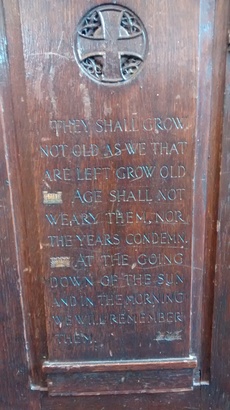 THEY SHALL GROW
NOT OLD AS WE THAT
ARE LEFT GROW OLD
AGE SHALL NOT
WEARY THEM, NOR
THE YEARS CONDEMN.
AT THE GOING
DOWN OF THE SUN
AND IN THE MORNING
WE WILL REMEMBER
THEM.